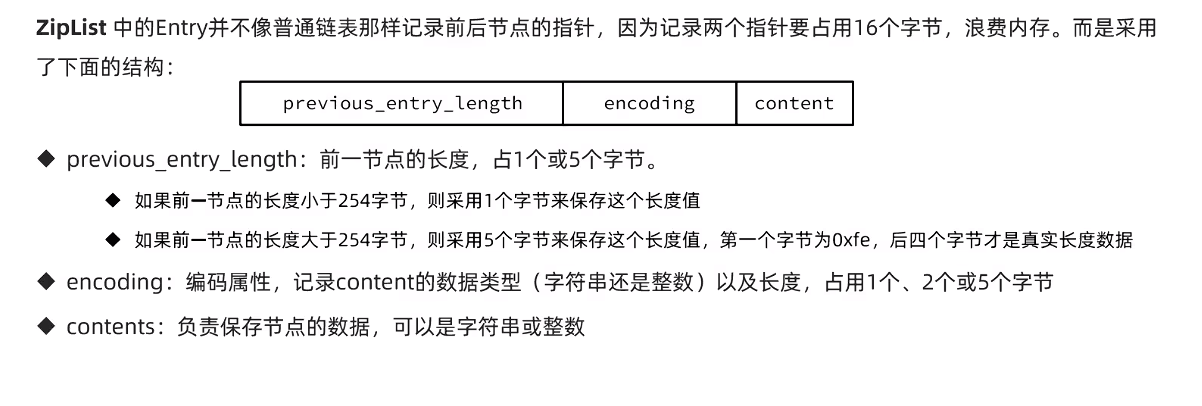 ZipList 中的Entry并不像普通链表那样记录前后节点的指针，因为记录两个指针要占用16个字节，浪费内存。而是采用
了下面的结构：
previous_entry_length encoding content
◆ previous_entry_length：前一节点的长度，占1个或5个字节。
◆ 如果前一节点的长度小于254字节，则采用1个字节来保存这个长度值
◆ 如果前一节点的长度大于254字节，则采用5个字节来保存这个长度值，第一个字节为0xfe，后四个字节才是真实长度数据
◆ encoding：编码属性，记录content的数据类型（字符串还是整数）以及长度，占用1个、2个或5个字节
◆ contents：负责保存节点的数据，可以是字符串或整数